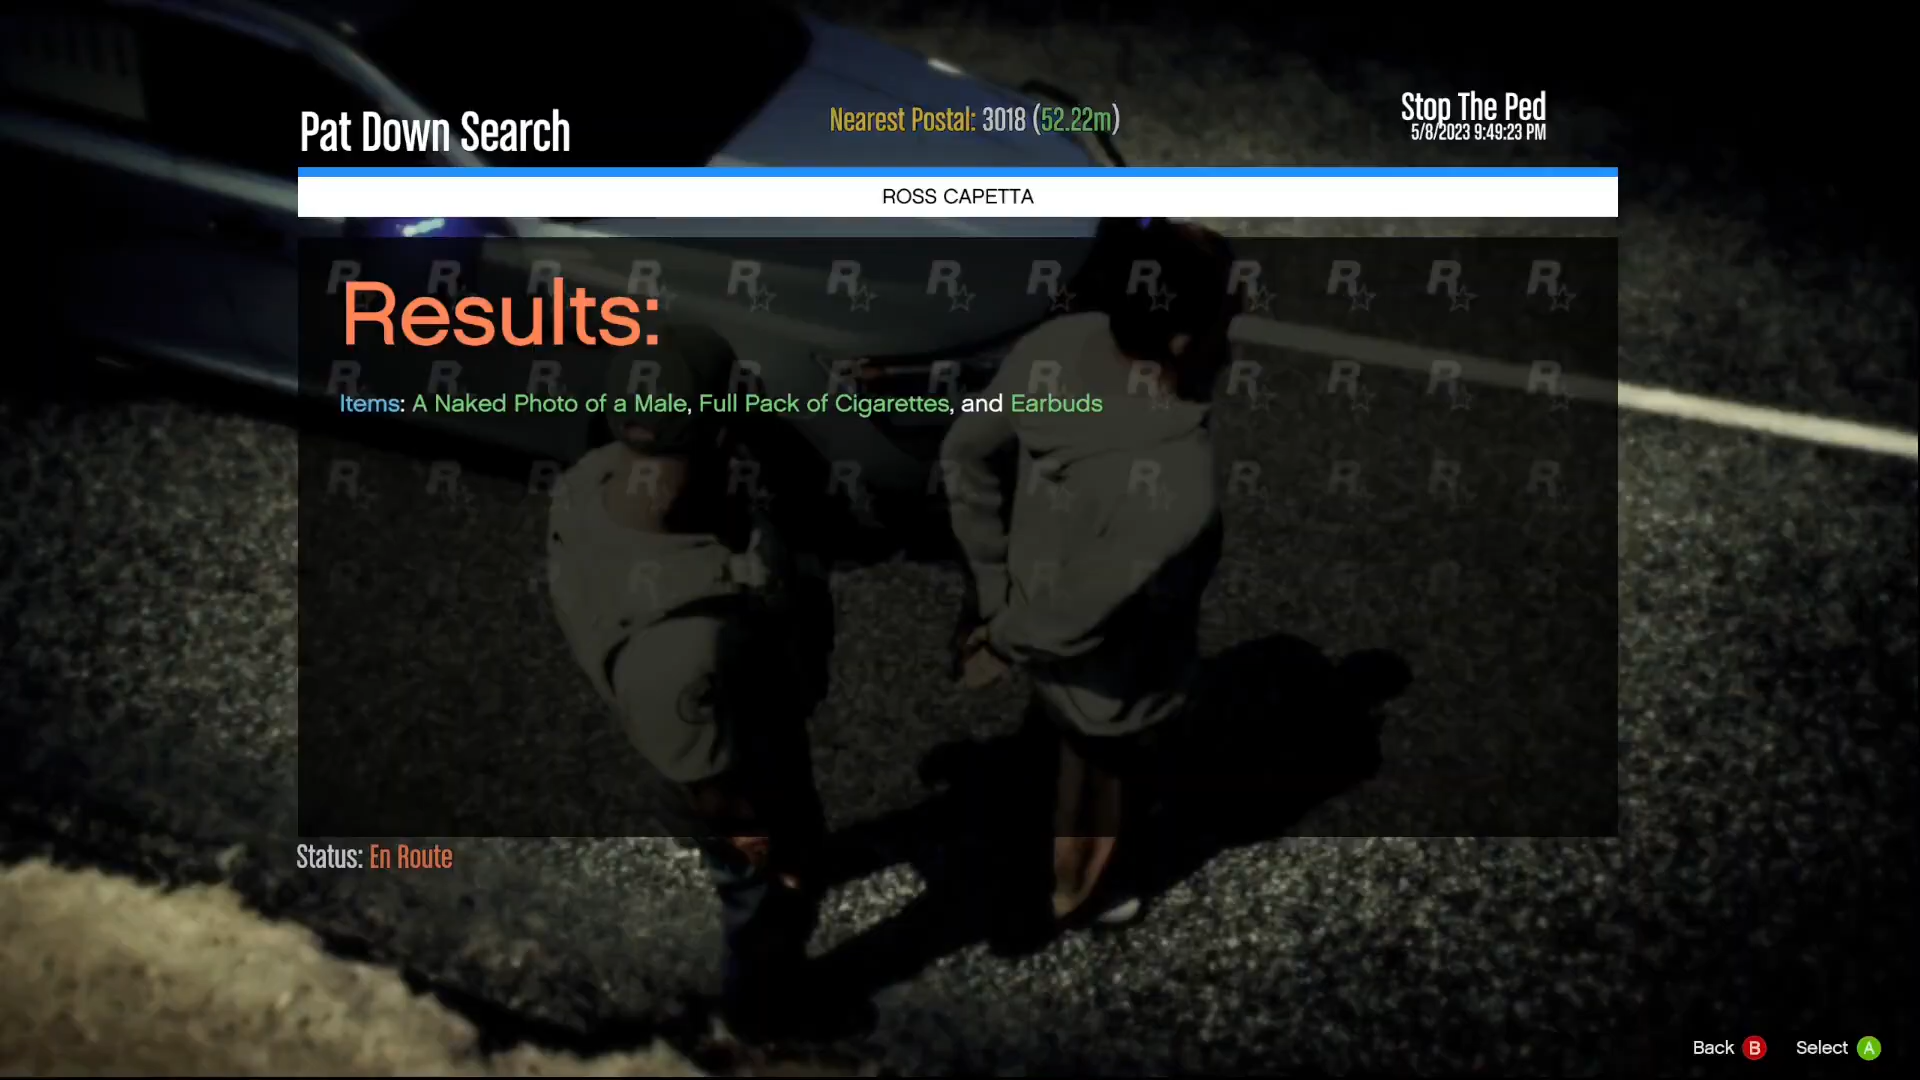 Pat Down Search
Nearest Postal: 3018 (52.22m)
Stop The Ped
5/8/2023 9:49:23 PM
ROSS CAPETTA
Results:
Items: A Naked Photo of a Male, Full Pack of Cigarettes, and Earbuds
Status: En Route
Back B Select A